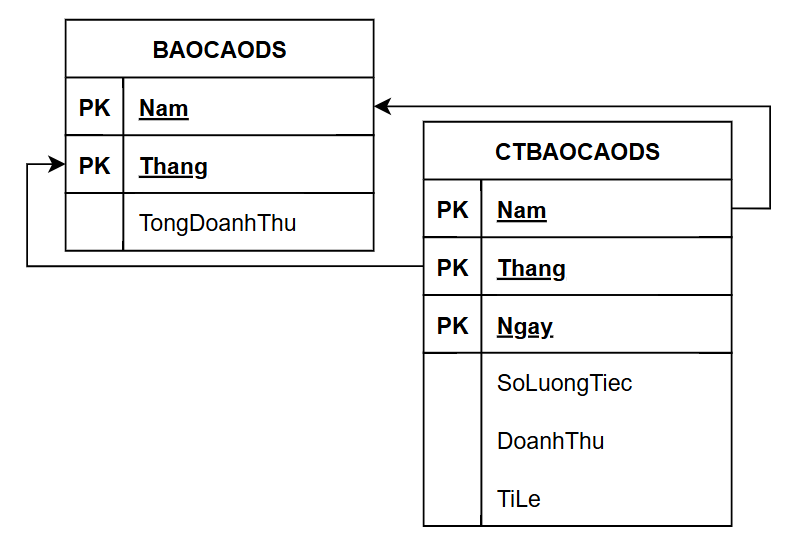 BAOCAODS
PK Nam
PK Thang
TongDoanhThu
CTBAOCAODS
PK Nam
PK Thang
PK Ngay
SoLuongTiec
DoanhThu
TiLe